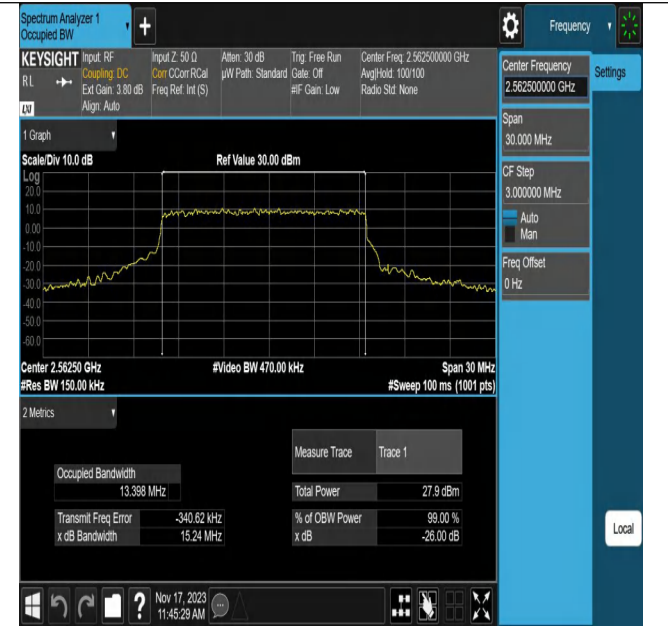 Spectrum Analyzer 1
Occupied BW
+
Frequency
KEYSIGHT
RL
LXI
Input: RF
Coupling: DC
Ext Gain: 3.80 dB
Align: Auto
Input Z: 50 Ω
Corr CCorr RCal
Freq Ref: Int (S)
Atten: 30 dB
µW Path: Standard
Trig: Free Run
Gate: Off
#IF Gain: Low
Center Freq: 2.562500000 GHz
Avg|Hold: 100/100
Radio Std: None
Center Frequency
2.562500000 GHz
Settings
Span
30.000 MHz
CF Step
3.000000 MHz
Auto
Man
Freq Offset
0 Hz
1 Graph
Scale/Div 10.0 dB
Ref Value 30.00 dBm
Log
20.0
10.0
0.00
-10.0
-20.0
-30.0
-40.0
-50.0
-60.0
Center 2.56250 GHz
#Video BW 470.00 kHz
Span 30 MHz
#Res BW 150.00 kHz
#Sweep 100 ms (1001 pts)
2 Metrics
Measure Trace Trace 1
Occupied Bandwidth
13.398 MHz
Total Power 27.9 dBm
Transmit Freq Error -340.62 kHz
% of OBW Power 99.00 %
x dB Bandwidth 15.24 MHz
x dB -26.00 dB
Local
?
Nov 17, 2023
11:45:29 AM